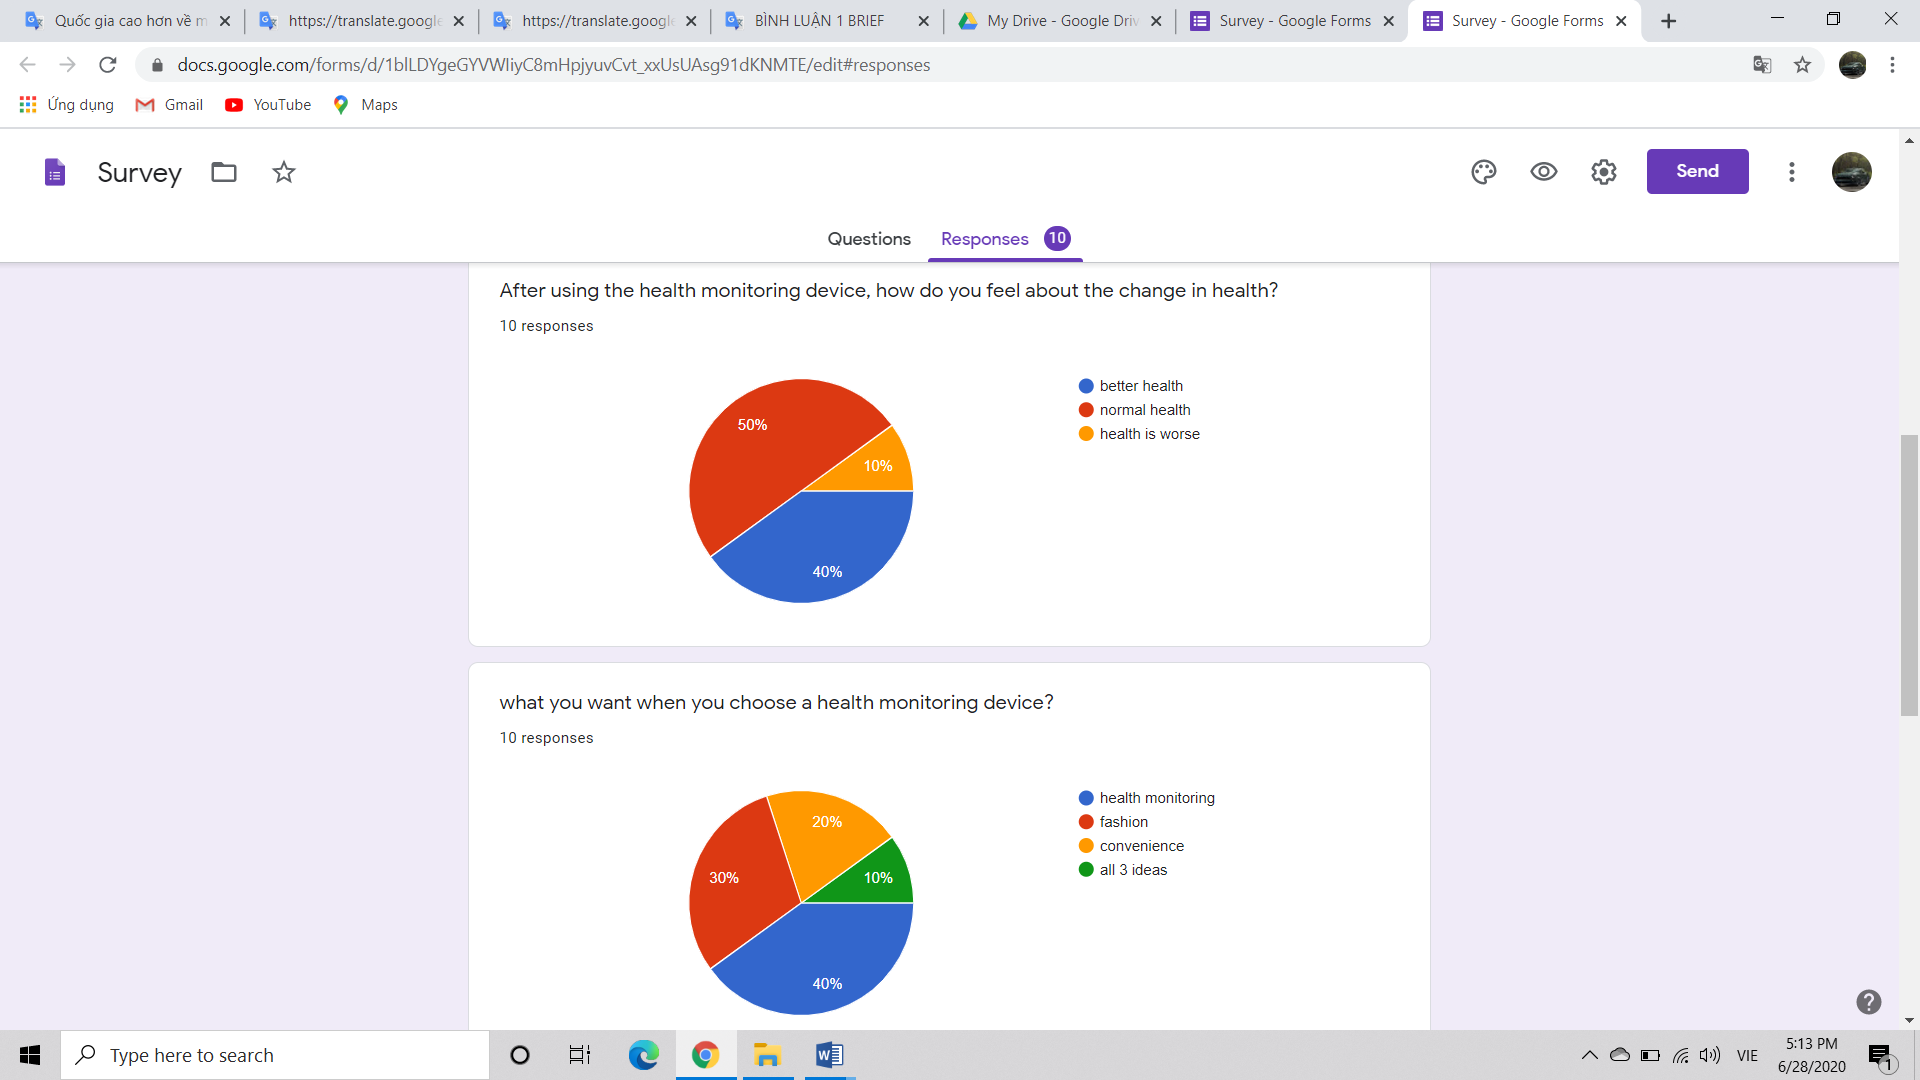 Quốc gia cao hơn về m
https://translate.google
https://translate.google
BÌNH LUẬN 1 BRIEF
My Drive - Google Driv
Survey - Google Forms
Survey - Google Forms
docs.google.com/forms/d/1blLDYgeGYVWIiyC8mHpjyuvCvt_xxUsUAsg91dKNMTE/edit#responses
Ứng dụng
Gmail
YouTube
Maps
Survey
Send
Questions
Responses 10
After using the health monitoring device, how do you feel about the change in health?
10 responses
better health
normal health
health is worse
50%
10%
40%
what you want when you choose a health monitoring device?
10 responses
health monitoring
fashion
convenience
all 3 ideas
20%
30%
10%
40%
Type here to search
VIE
5:13 PM
6/28/2020
1